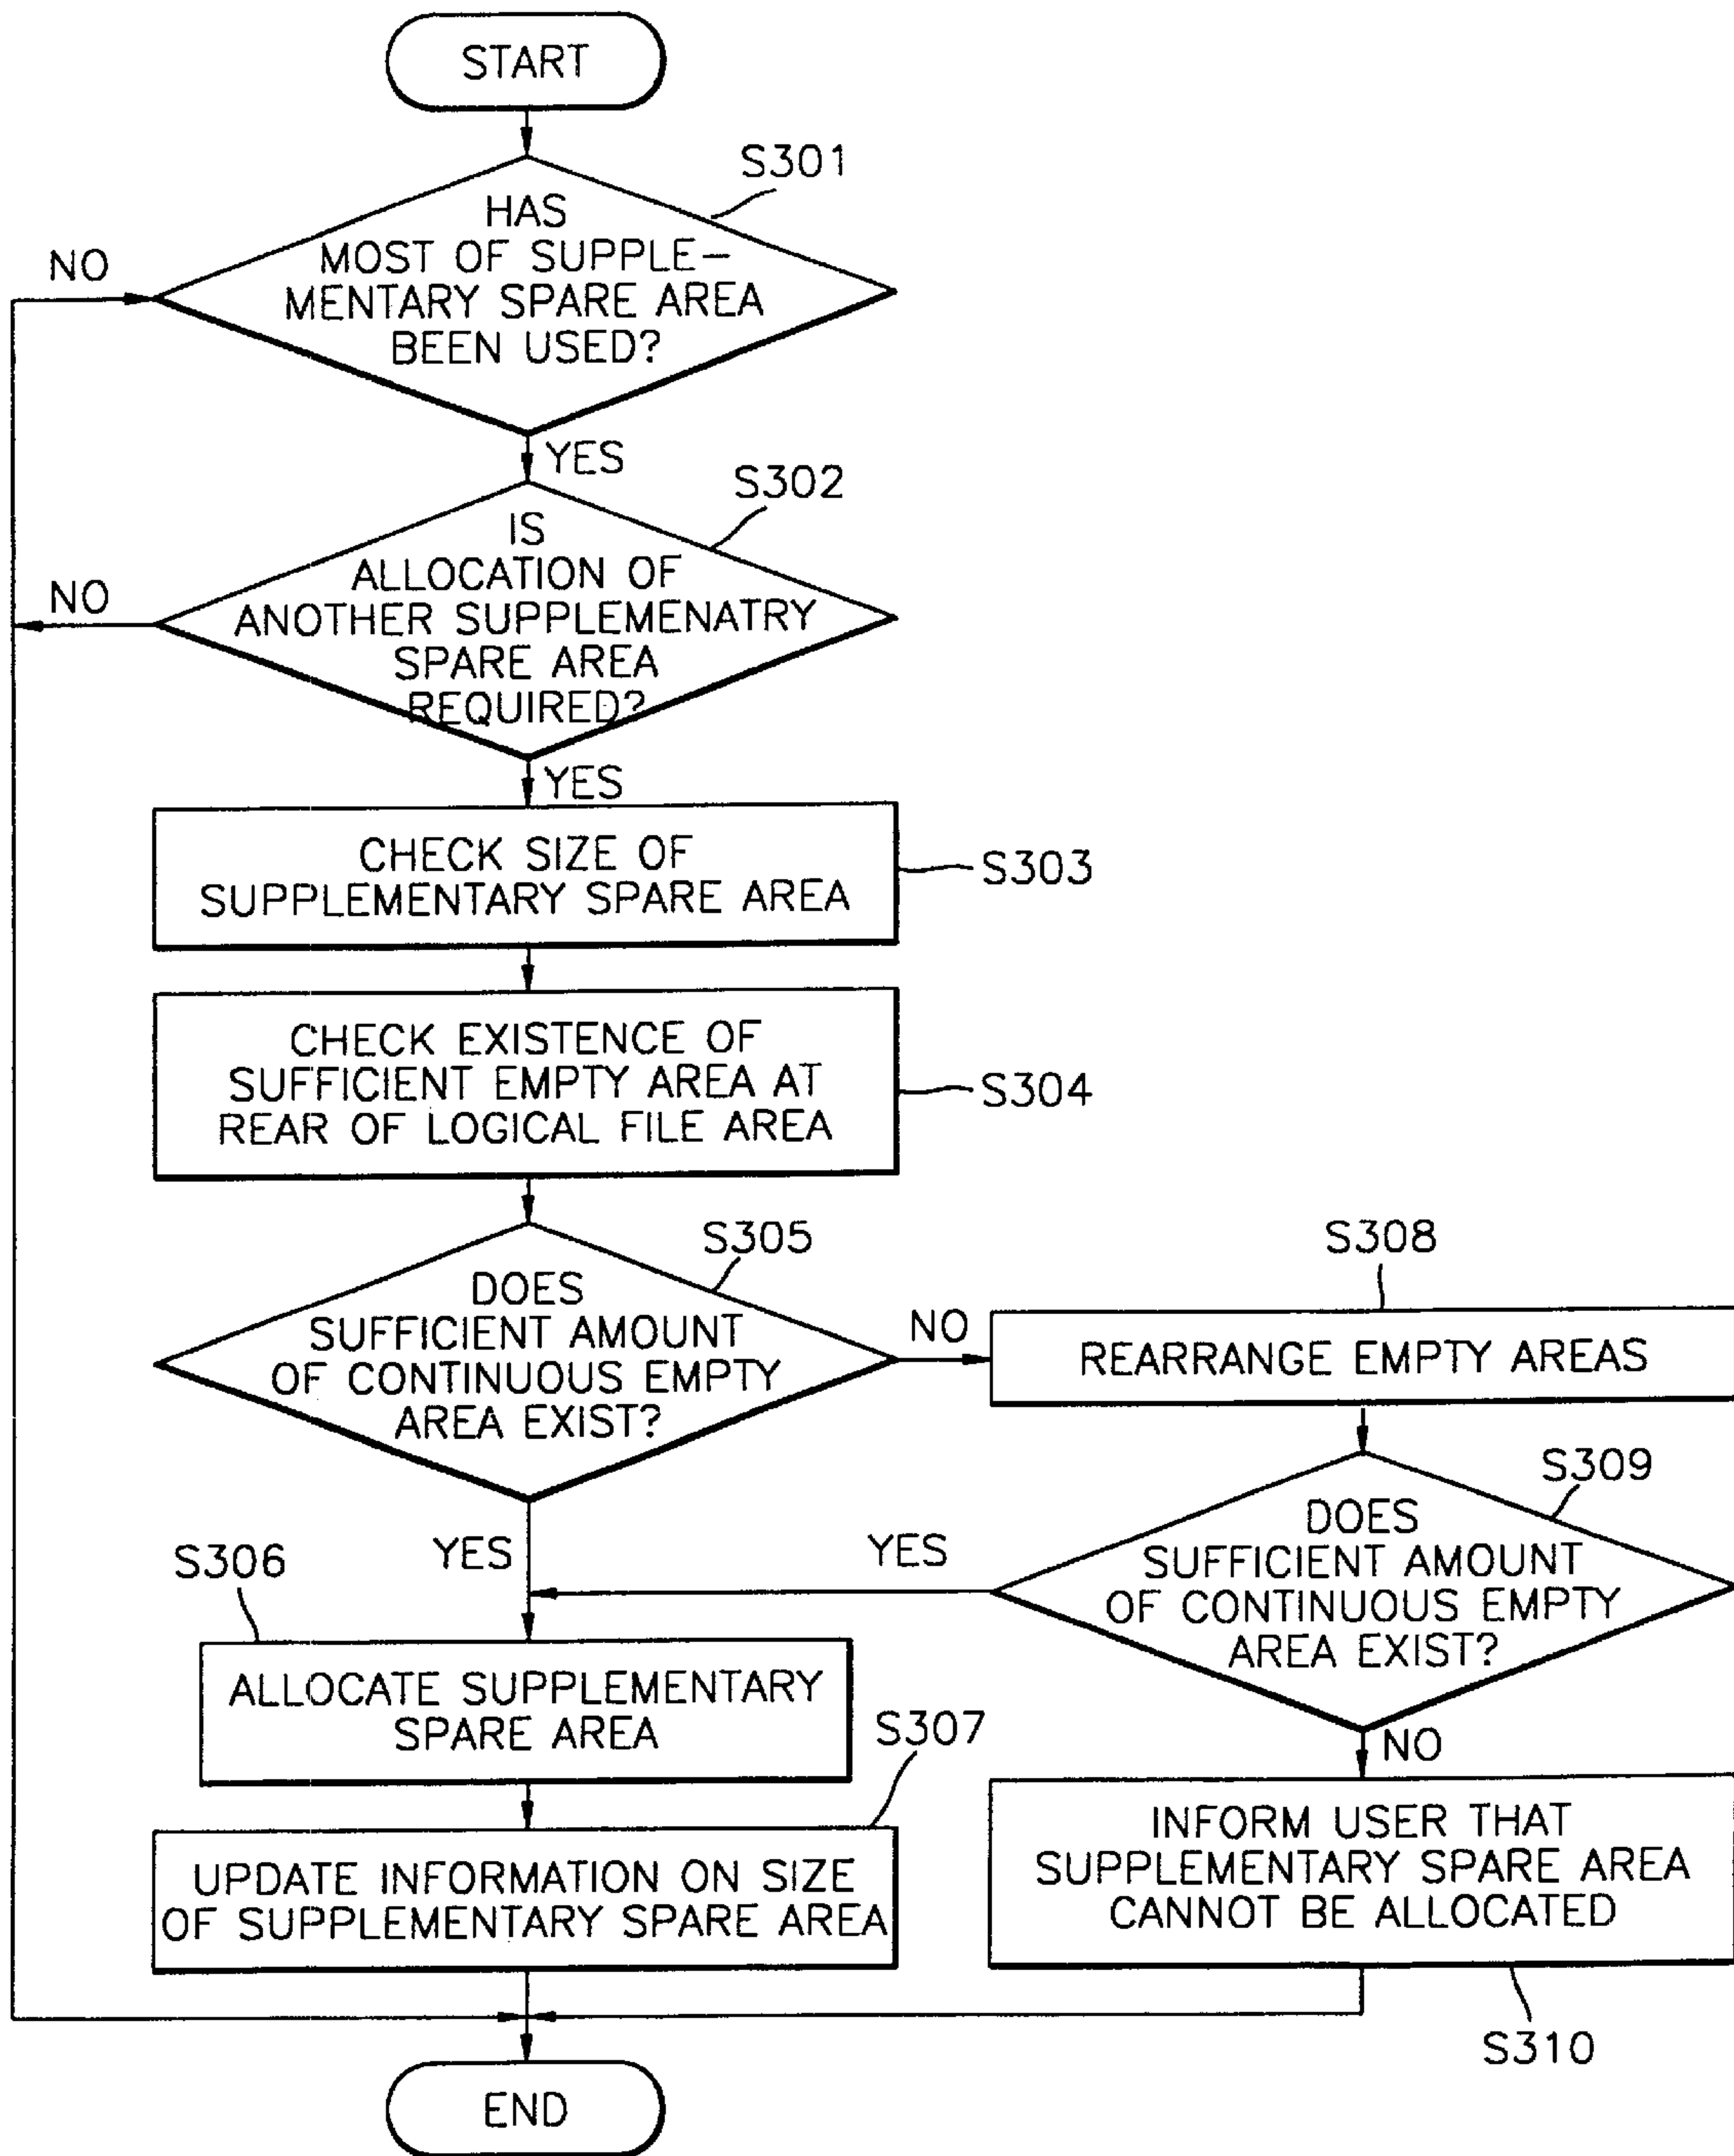 START
S301
HAS
MOST OF SUPPLE-
MENTARY SPARE AREA
BEEN USED?
NO
YES
S302
IS
ALLOCATION OF
ANOTHER SUPPLEMENATRY
SPARE AREA
REQUIRED?
NO
YES
CHECK SIZE OF
SUPPLEMENTARY SPARE AREA
S303
CHECK EXISTENCE OF
SUFFICIENT EMPTY AREA AT
REAR OF LOGICAL FILE AREA
S304
S305
DOES
SUFFICIENT AMOUNT
OF CONTINUOUS EMPTY
AREA EXIST?
NO
S308
REARRANGE EMPTY AREAS
S309
DOES
SUFFICIENT AMOUNT
OF CONTINUOUS EMPTY
AREA EXIST?
YES
YES
S306
ALLOCATE SUPPLEMENTARY
SPARE AREA
S307
UPDATE INFORMATION ON SIZE
OF SUPPLEMENTARY SPARE AREA
NO
INFORM USER THAT
SUPPLEMENTARY SPARE AREA
CANNOT BE ALLOCATED
S310
END